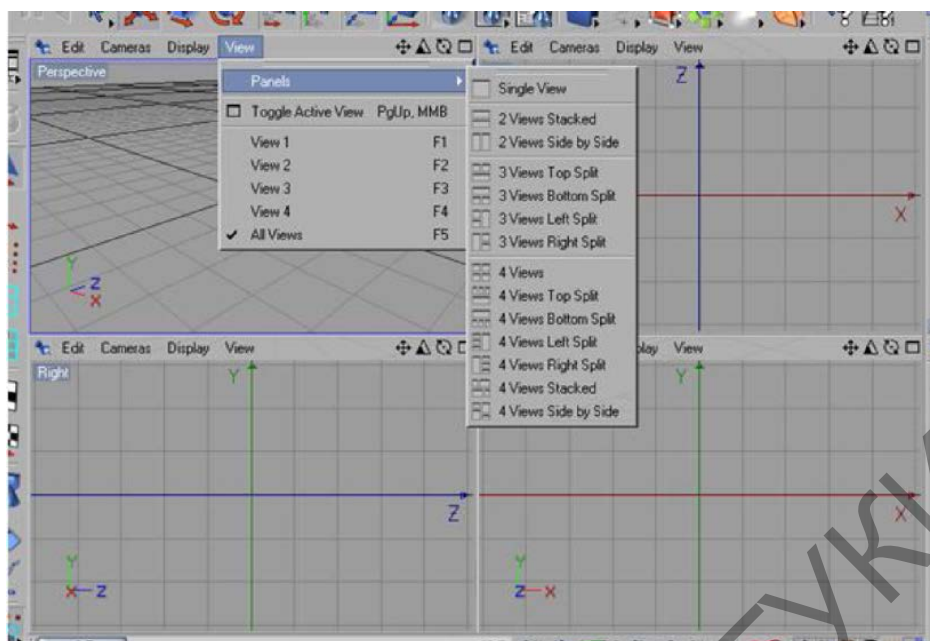 Edit Cameras Display View
Edit Cameras Display View
Perspective
Panels
Toggle Active View PgUp, MMB
View 1 F1
View 2 F2
View 3 F3
View 4 F4
All Views F5
Single View
2 Views Stacked
2 Views Side by Side
3 Views Top Split
3 Views Bottom Split
3 Views Left Split
3 Views Right Split
4 Views
4 Views Top Split
4 Views Bottom Split
4 Views Left Split
4 Views Right Split
4 Views Stacked
4 Views Side by Side
Z
X
Y
Z
X
Edit Cameras Display View
View
Right
Y
Y
Z
X
Y
X Z
Y
Z X